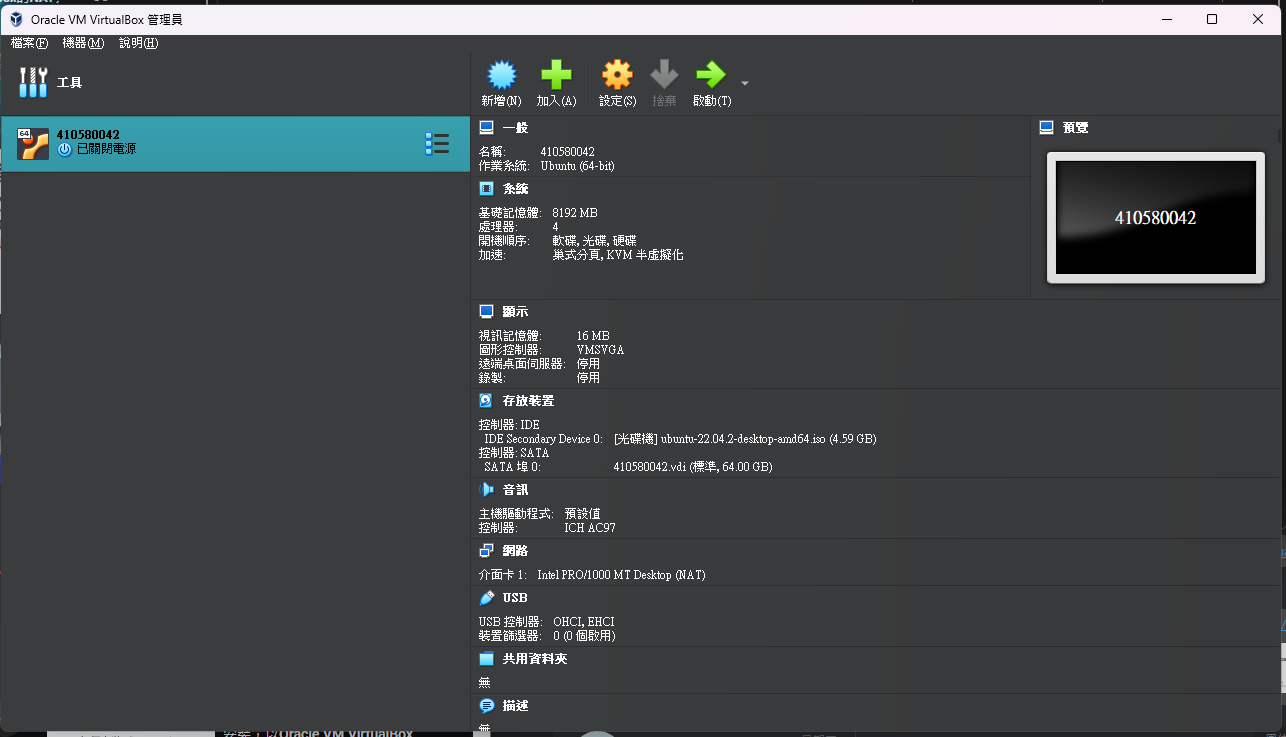 Oracle VM VirtualBox 管理員
檔案(F) 機器(M) 說明(H)
工具
新增(N) 加入(A) 設定(S) 捨棄 啟動(T)
64
410580042
已關閉電源
一般
名稱: 410580042
作業系統: Ubuntu (64-bit)
系統
基礎記憶體: 8192 MB
處理器: 4
開機順序: 軟碟, 光碟, 硬碟
加速: 巢式分頁, KVM 半虛擬化
預覽
410580042
顯示
視訊記憶體: 16 MB
圖形控制器: VMSVGA
遠端桌面伺服器: 停用
錄製: 停用
存放裝置
控制器: IDE
IDE Secondary Device 0: [光碟機] ubuntu-22.04.2-desktop-amd64.iso (4.59 GB)
控制器: SATA
SATA 埠 0: 410580042.vdi (標準, 64.00 GB)
音訊
主機驅動程式: 預設值
控制器: ICH AC97
網路
介面卡 1: Intel PRO/1000 MT Desktop (NAT)
USB
USB 控制器: OHCI, EHCI
裝置篩選器: 0 (0 個啟用)
共用資料夾
無
描述
無
安裝，以Oracle VM VirtualBox